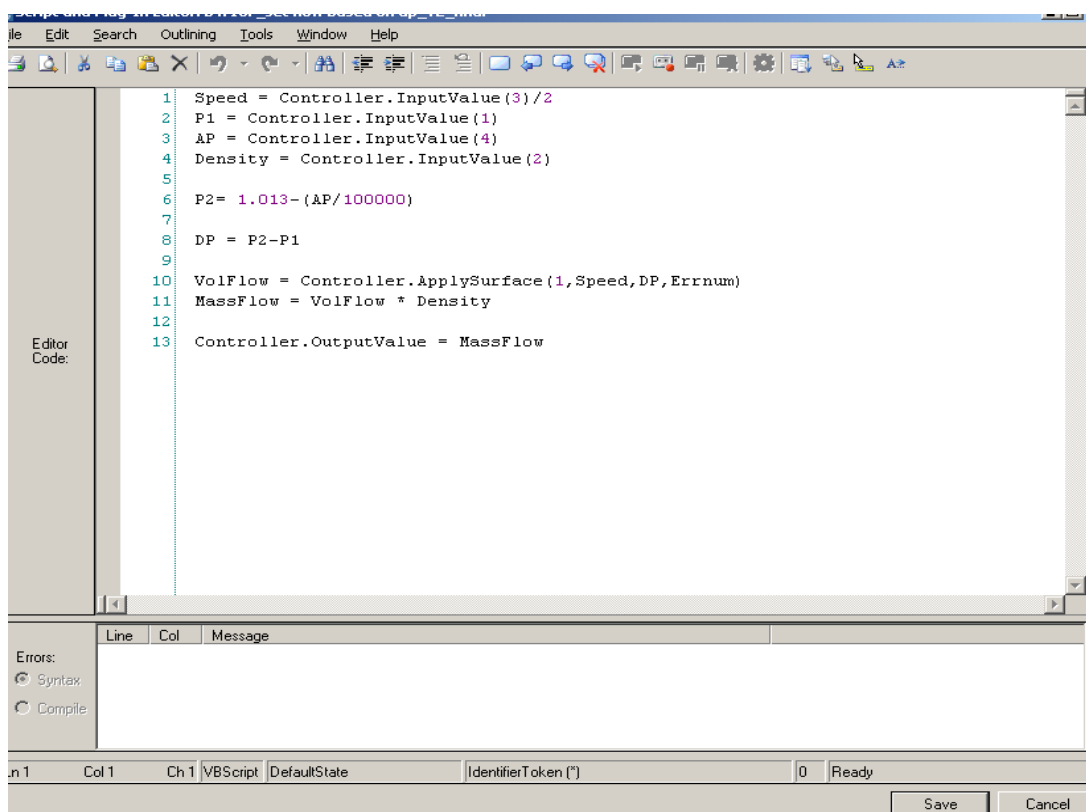 ile Edit Search Outlining Tools Window Help
1 Speed = Controller.InputValue(3)/2
2 P1 = Controller.InputValue(1)
3 AP = Controller.InputValue(4)
4 Density = Controller.InputValue(2)
5
6 P2= 1.013-(AP/100000)
7
8 DP = P2-P1
9
10 VolFlow = Controller.ApplySurface(1,Speed,DP,Errnum)
11 MassFlow = VolFlow * Density
12
13 Controller.OutputValue = MassFlow
Editor
Code:
Line Col Message
Errors:
Syntax
Compile
Ln 1 Col 1 Ch 1 VBScript DefaultState IdentifierToken (*) 0 Ready
Save Cancel